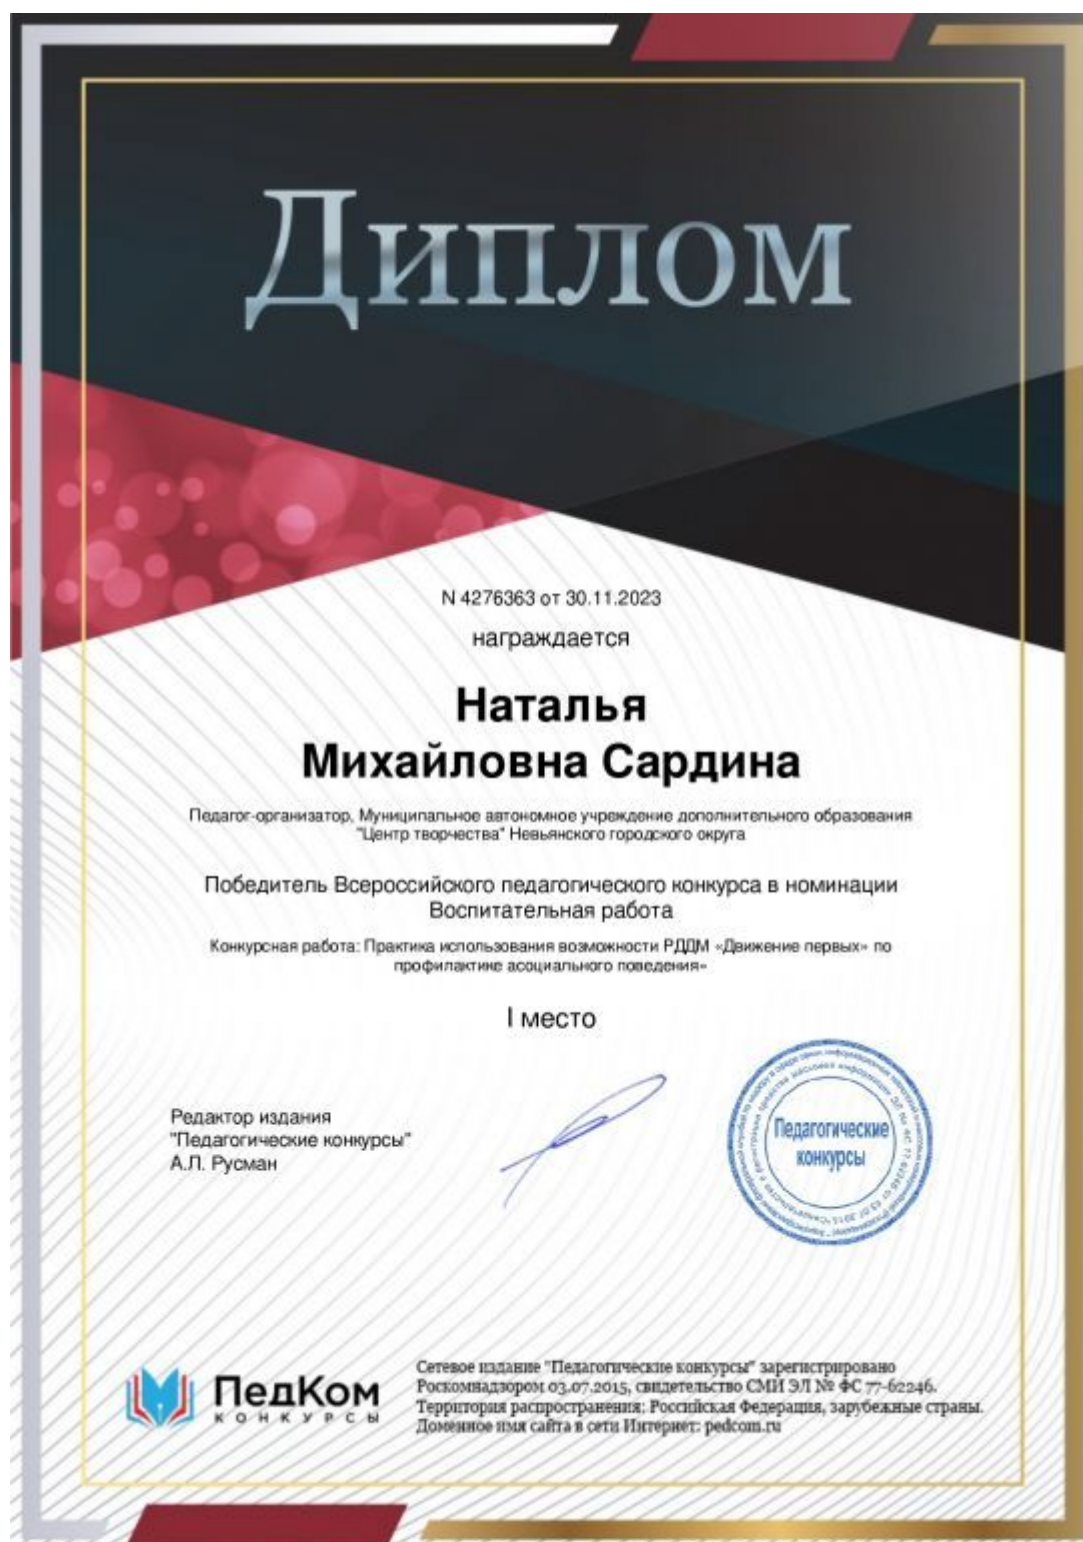 Диплом
N 4276363 от 30.11.2023
награждается
Наталья
Михайловна Сардина
Педагог-организатор, Муниципальное автономное учреждение дополнительного образования
"Центр творчества" Невьянского городского округа
Победитель Всероссийского педагогического конкурса в номинации
Воспитательная работа
Конкурсная работа: Практика использования возможности РДДМ «Движение первых» по
профилактике асоциального поведения»
I место
Редактор издания
"Педагогические конкурсы"
А.Л. Русман
Педагогические
конкурсы
ПедКом
КОНКУРСЫ
Сетевое издание "Педагогические конкурсы" зарегистрировано
Роскомнадзором 03.07.2015, свидетельство СМИ ЭЛ № ФС 77-62246.
Территория распространения: Российская Федерация, зарубежные страны.
Доменное имя сайта в сети Интернет: pedcom.ru